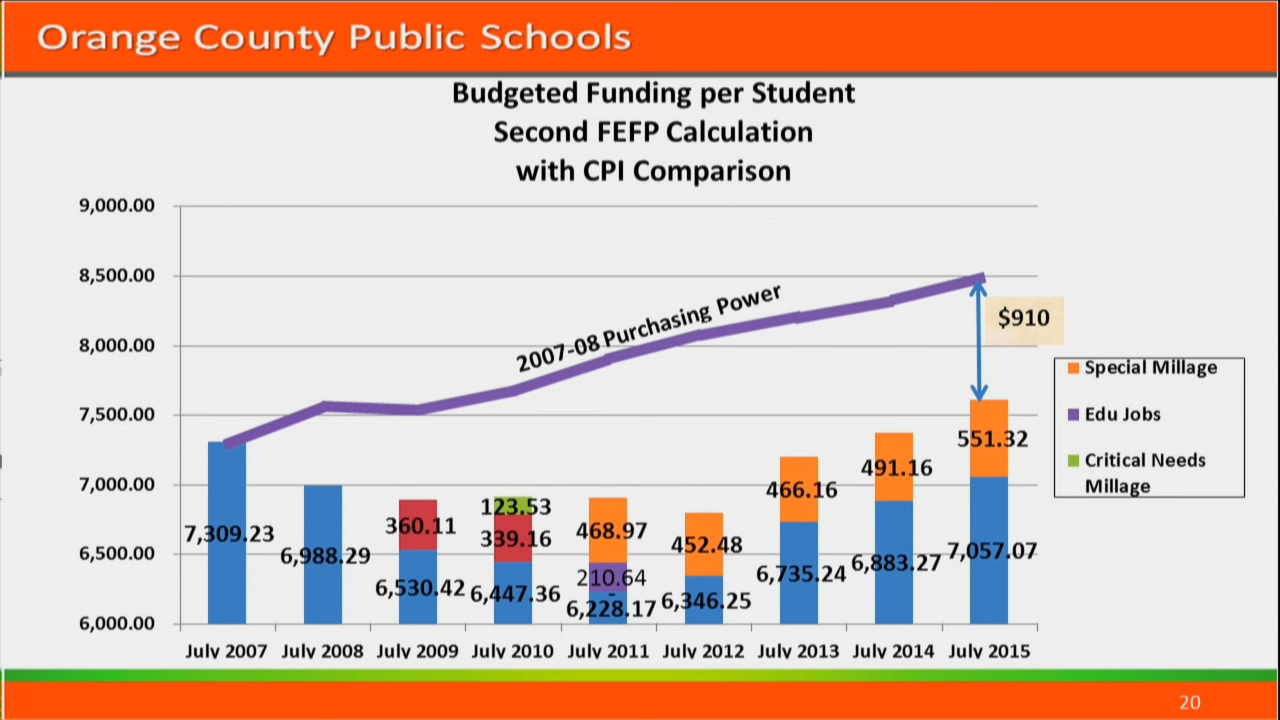 Orange County Public Schools
Budgeted Funding per Student
Second FEFP Calculation
with CPI Comparison
9,000.00
8,500.00
8,000.00
7,500.00
7,000.00
6,500.00
6,000.00
2007-08 Purchasing Power
$910
Special Millage
Edu Jobs
Critical Needs
Millage
7,309.23
6,988.29
360.11
6,530.42
123.53
339.16
6,447.36
468.97
210.64
-
6,228.17
452.48
6,346.25
466.16
6,735.24
491.16
6,883.27
551.32
7,057.07
July 2007 July 2008 July 2009 July 2010 July 2011 July 2012 July 2013 July 2014 July 2015
20